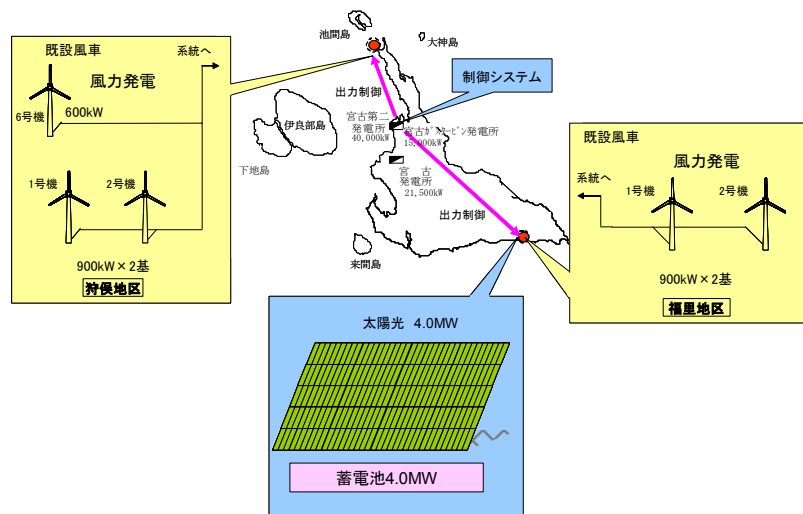 既設風車
系統へ
風力発電
6号機
600kW
1号機
2号機
900kW×2基
狩俣地区
池間島
大神島
制御システム
出力制御
伊良部島
下地島
宮古第二
発電所
40,000kW
宮古ガスタービン発電所
15,000kW
宮 古
発電所
21,500kW
出力制御
来間島
既設風車
風力発電
系統へ
1号機
2号機
900kW×2基
福里地区
太陽光 4.0MW
蓄電池4.0MW